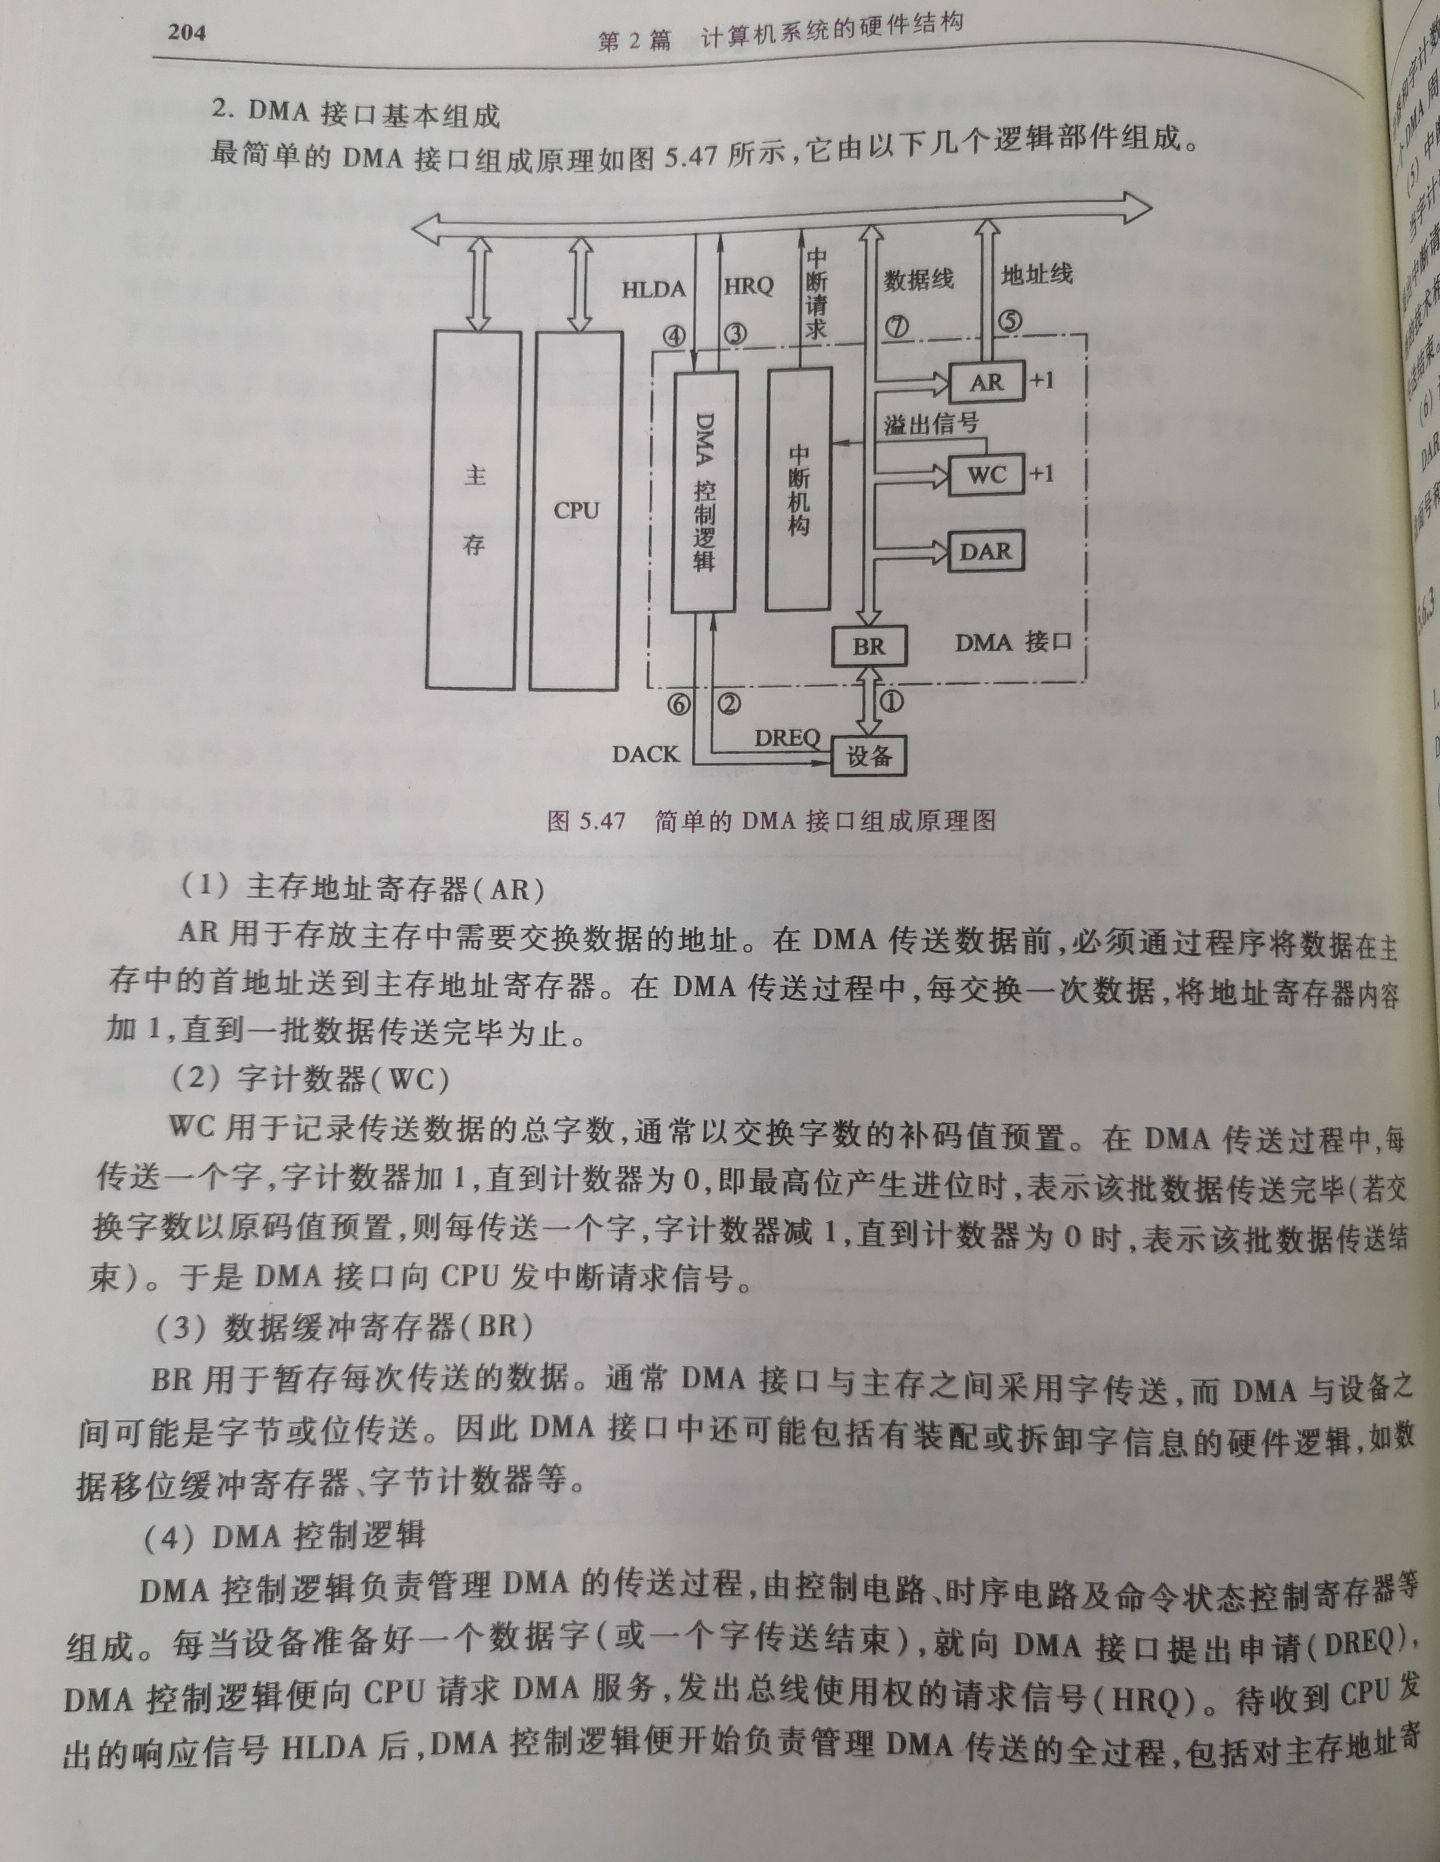 204
第 2 篇 计算机系统的硬件结构
2. DMA 接口基本组成
最简单的 DMA 接口组成原理如图 5.47 所示,它由以下几个逻辑部件组成。
HLDA
HRQ
中断请求
数据线
地址线
④
③
⑦
⑤
主存
CPU
DMA 控制逻辑
中断机构
AR
+1
溢出信号
WC
+1
DAR
BR
DMA 接口
⑥
②
①
DACK
DREQ
设备
图 5.47 简单的 DMA 接口组成原理图
(1) 主存地址寄存器(AR)
AR 用于存放主存中需要交换数据的地址。在 DMA 传送数据前,必须通过程序将数据在主
存中的首地址送到主存地址寄存器。在 DMA 传送过程中,每交换一次数据,将地址寄存器内容
加 1,直到一批数据传送完毕为止。
(2) 字计数器(WC)
WC 用于记录传送数据的总字数,通常以交换字数的补码值预置。在 DMA 传送过程中,每
传送一个字,字计数器加 1,直到计数器为 0,即最高位产生进位时,表示该批数据传送完毕(若交
换字数以原码值预置,则每传送一个字,字计数器减 1,直到计数器为 0 时,表示该批数据传送结
束)。于是 DMA 接口向 CPU 发中断请求信号。
(3) 数据缓冲寄存器(BR)
BR 用于暂存每次传送的数据。通常 DMA 接口与主存之间采用字传送,而 DMA 与设备之
间可能是字节或位传送。因此 DMA 接口中还可能包括有装配或拆卸字信息的硬件逻辑,如数
据移位缓冲寄存器、字节计数器等。
(4) DMA 控制逻辑
DMA 控制逻辑负责管理 DMA 的传送过程,由控制电路、时序电路及命令状态控制寄存器等
组成。每当设备准备好一个数据字(或一个字传送结束),就向 DMA 接口提出申请(DREQ),
DMA 控制逻辑便向 CPU 请求 DMA 服务,发出总线使用权的请求信号(HRQ)。待收到 CPU 发
出的响应信号 HLDA 后,DMA 控制逻辑便开始负责管理 DMA 传送的全过程,包括对主存地址寄